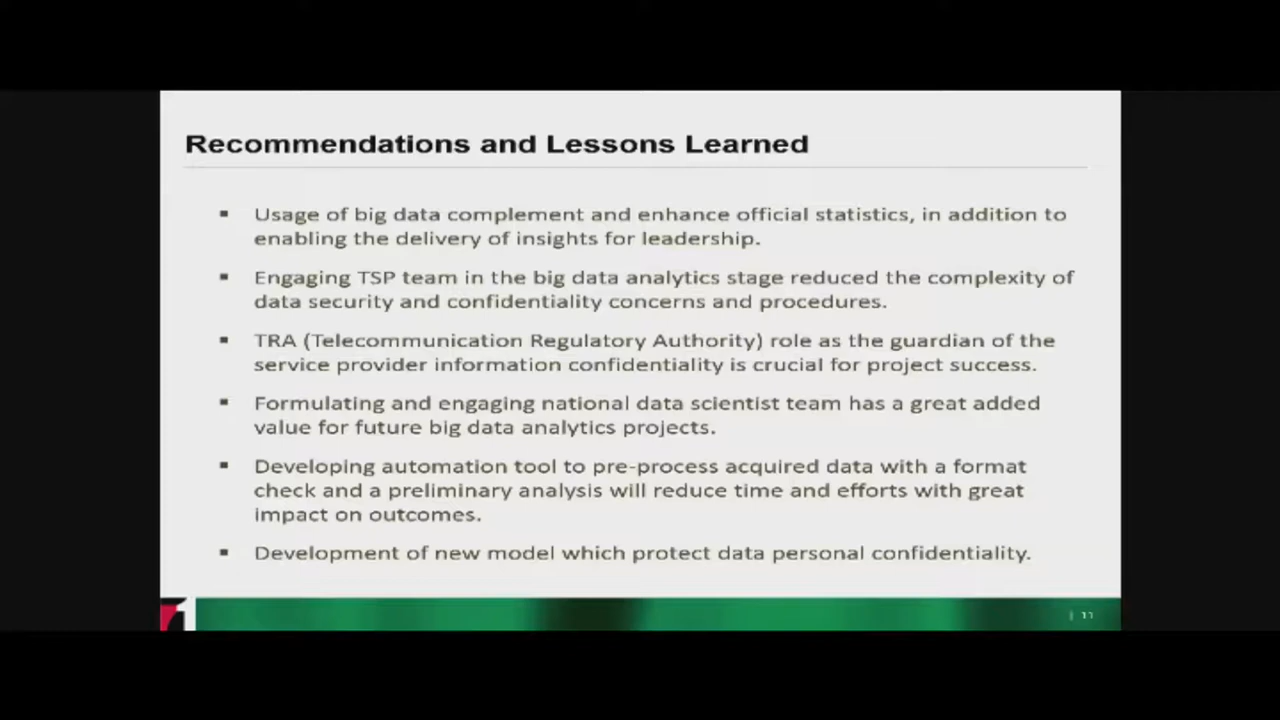 Recommendations and Lessons Learned
▪ Usage of big data complement and enhance official statistics, in addition to
enabling the delivery of insights for leadership.
▪ Engaging TSP team in the big data analytics stage reduced the complexity of
data security and confidentiality concerns and procedures.
▪ TRA (Telecommunication Regulatory Authority) role as the guardian of the
service provider information confidentiality is crucial for project success.
▪ Formulating and engaging national data scientist team has a great added
value for future big data analytics projects.
▪ Developing automation tool to pre-process acquired data with a format
check and a preliminary analysis will reduce time and efforts with great
impact on outcomes.
▪ Development of new model which protect data personal confidentiality.
| 11